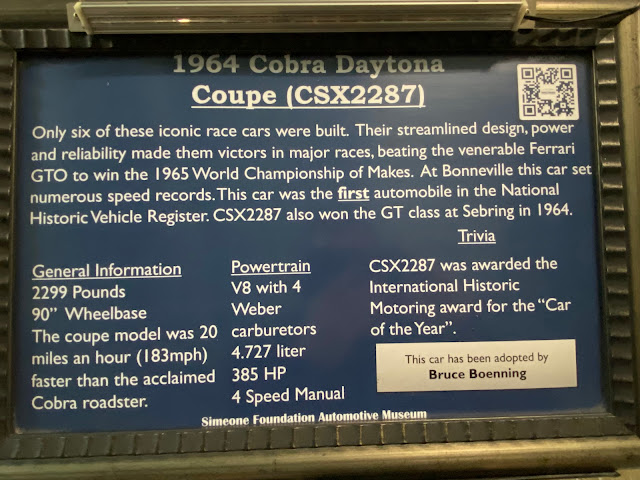 1964 Cobra Daytona
Coupe (CSX2287)
Only six of these iconic race cars were built. Their streamlined design, power
and reliability made them victors in major races, beating the venerable Ferrari
GTO to win the 1965 World Championship of Makes. At Bonneville this car set
numerous speed records. This car was the first automobile in the National
Historic Vehicle Register. CSX2287 also won the GT class at Sebring in 1964.
General Information
2299 Pounds
90” Wheelbase
The coupe model was 20
miles an hour (183mph)
faster than the acclaimed
Cobra roadster.
Powertrain
V8 with 4
Weber
carburetors
4.727 liter
385 HP
4 Speed Manual
Trivia
CSX2287 was awarded the
International Historic
Motoring award for the “Car
of the Year”.
This car has been adopted by
Bruce Boenning
Simeone Foundation Automotive Museum